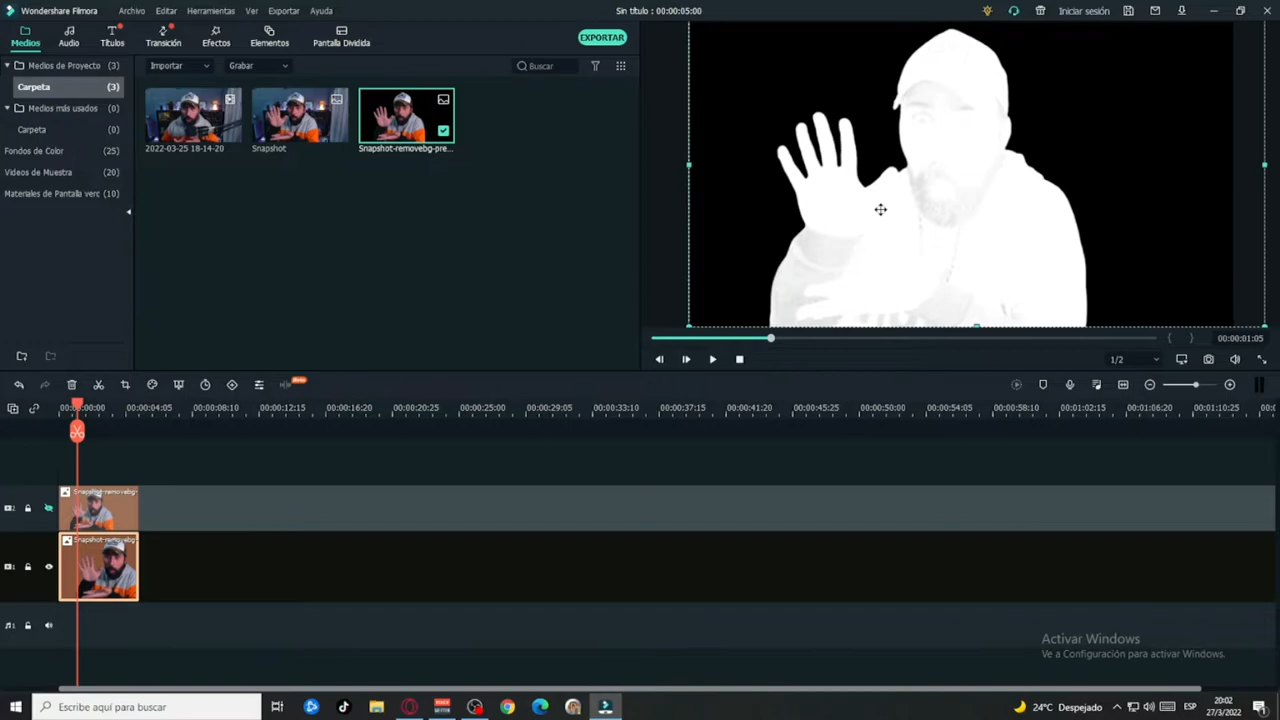 Wondershare Filmora Archivo Editar Herramientas Ver Exportar Ayuda Sin título : 00:00:05:00 Iniciar sesión
Medios Audio Títulos Transición Efectos Elementos Pantalla Dividida EXPORTAR
Medios de Proyecto (3) Importar Grabar Buscar
Carpeta (3)
Medios más usados (0)
Carpeta (0)
Fondos de Color (25)
Videos de Muestra (20)
Materiales de Pantalla verd (10)
2022-03-25 18-14-20 Snapshot Snapshot-removebg-pre...
00:00:01:05
1/2
Beta
00:00:00:00 00:00:04:05 00:00:08:10 00:00:12:15 00:00:16:20 00:00:20:25 00:00:25:00 00:00:29:05 00:00:33:10 00:00:37:15 00:00:41:20 00:00:45:25 00:00:50:00 00:00:54:05 00:00:58:10 00:01:02:15 00:01:06:20 00:01:10:25
Snapshot-removebg-
2
Snapshot-removebg-
1
1
Activar Windows
Ve a Configuración para activar Windows.
Escribe aquí para buscar 24°C Despejado ESP 20:02
27/3/2022